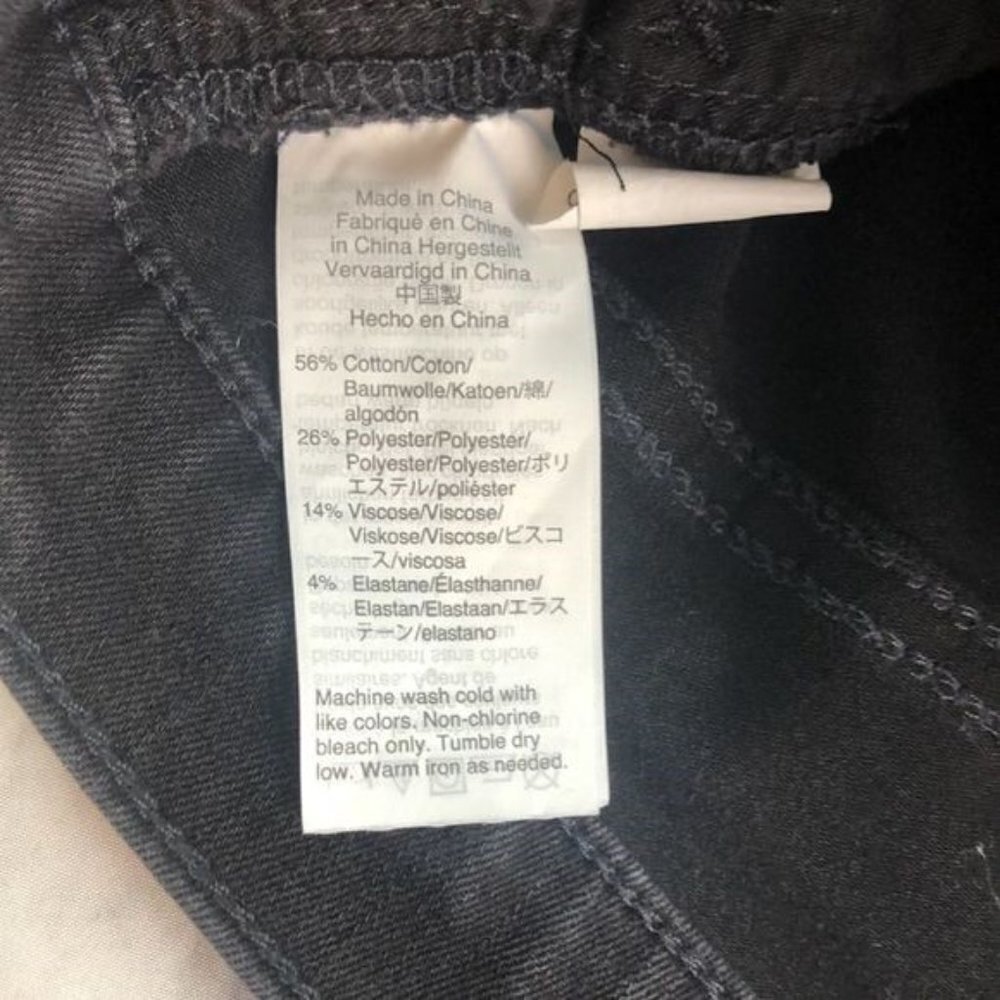 Made in China
Fabriqué en Chine
in China Hergestellt
Vervaardigd in China
中国製
Hecho en China
56% Cotton/Coton/
Baumwolle/Katoen/綿/
algodón
26% Polyester/Polyester/
Polyester/Polyester/ポリ
エステル/poliéster
14% Viscose/Viscose/
Viskose/Viscose/ビスコ
ース/viscosa
4% Elastane/Élasthanne/
Elastan/Elastaan/エラス
テーン/elastano
Machine wash cold with
like colors. Non-chlorine
bleach only. Tumble dry
low. Warm iron as needed.